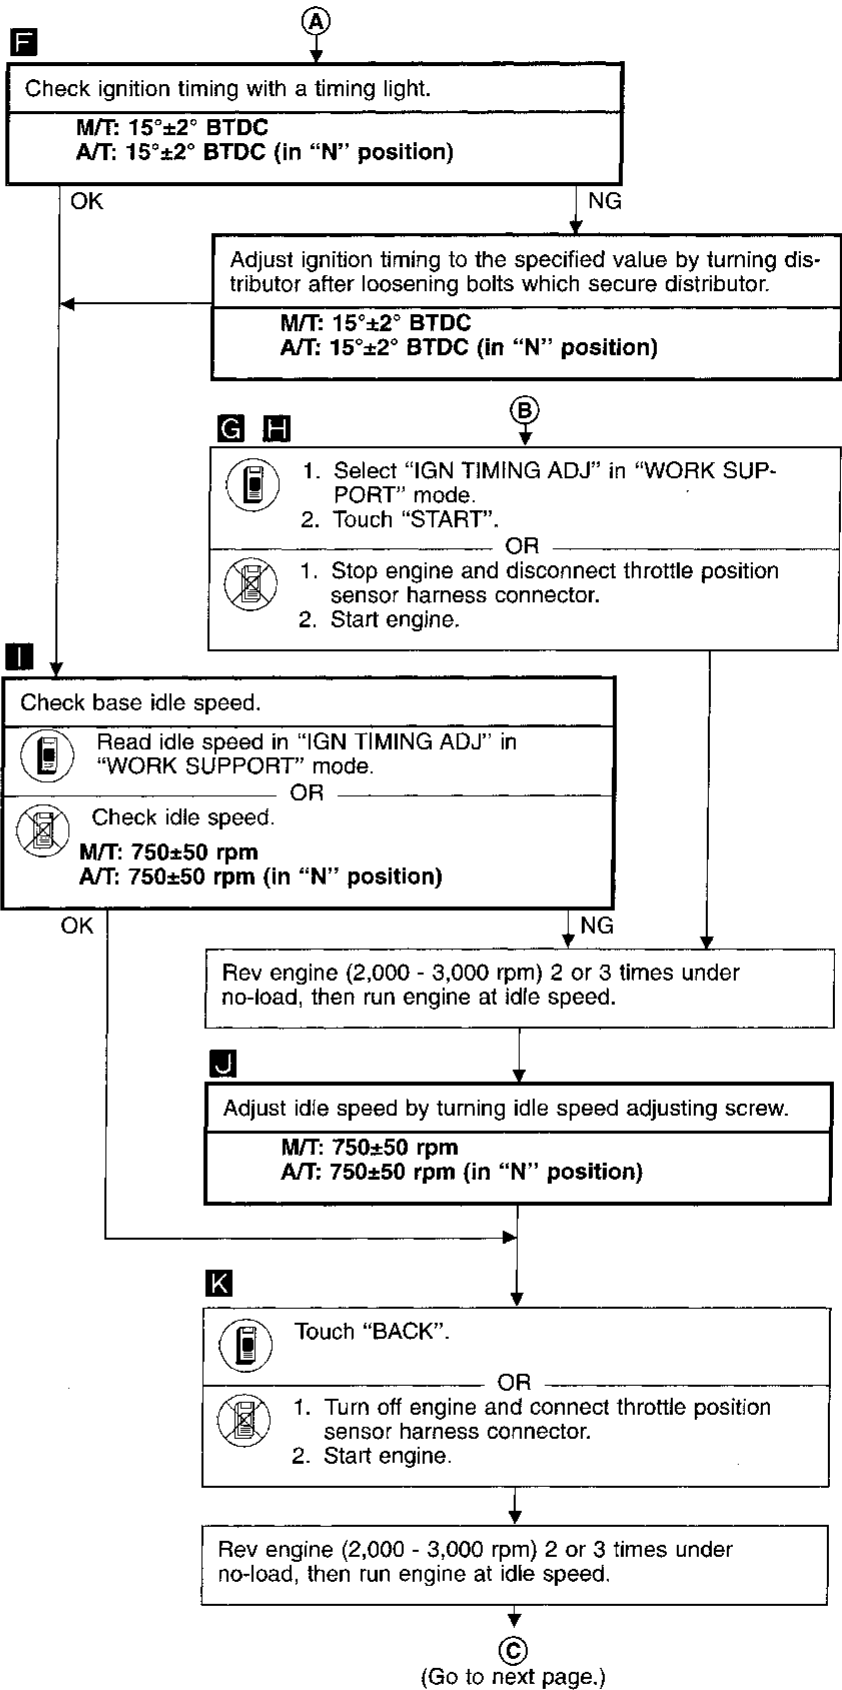 A
F
Check ignition timing with a timing light.
M/T: 15°±2° BTDC
A/T: 15°±2° BTDC (in “N” position)
OK
NG
Adjust ignition timing to the specified value by turning dis-
tributor after loosening bolts which secure distributor.
M/T: 15°±2° BTDC
A/T: 15°±2° BTDC (in “N” position)
B
G H
1. Select “IGN TIMING ADJ” in “WORK SUP-
PORT” mode.
2. Touch “START”.
OR
1. Stop engine and disconnect throttle position
sensor harness connector.
2. Start engine.
I
Check base idle speed.
Read idle speed in “IGN TIMING ADJ” in
“WORK SUPPORT” mode.
OR
Check idle speed.
M/T: 750±50 rpm
A/T: 750±50 rpm (in “N” position)
OK
NG
Rev engine (2,000 - 3,000 rpm) 2 or 3 times under
no-load, then run engine at idle speed.
J
Adjust idle speed by turning idle speed adjusting screw.
M/T: 750±50 rpm
A/T: 750±50 rpm (in “N” position)
K
Touch “BACK”.
OR
1. Turn off engine and connect throttle position
sensor harness connector.
2. Start engine.
Rev engine (2,000 - 3,000 rpm) 2 or 3 times under
no-load, then run engine at idle speed.
C
(Go to next page.)